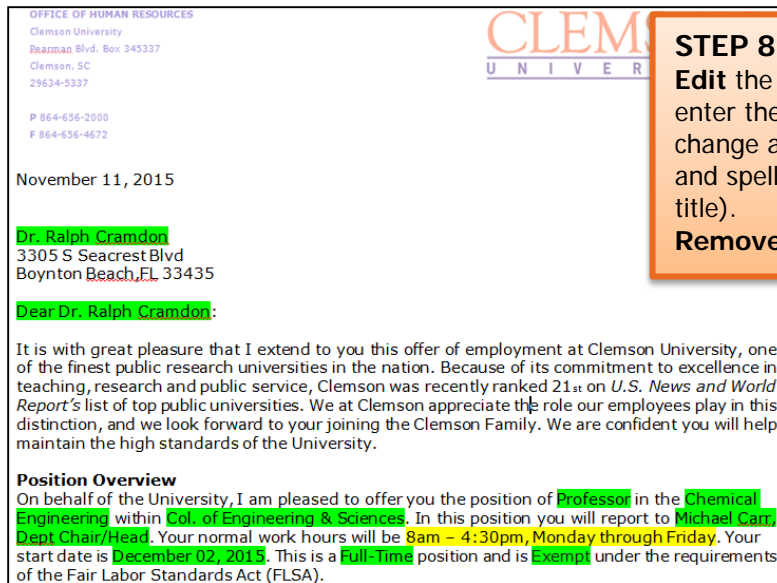 OFFICE OF HUMAN RESOURCES
Clemson University
Pearman Blvd. Box 345337
Clemson, SC
29634-5337
P 864-656-2000
F 864-656-4672
CLEMS
UNIVER
STEP 8
Edit the
enter the
change a
and spell
title).
Remove
November 11, 2015
Dr. Ralph Cramdon
3305 S Seacrest Blvd
Boynton Beach,FL 33435
Dear Dr. Ralph Cramdon:
It is with great pleasure that I extend to you this offer of employment at Clemson University, one
of the finest public research universities in the nation. Because of its commitment to excellence in
teaching, research and public service, Clemson was recently ranked 21st on U.S. News and World
Report's list of top public universities. We at Clemson appreciate the role our employees play in this
distinction, and we look forward to your joining the Clemson Family. We are confident you will help
maintain the high standards of the University.
Position Overview
On behalf of the University, I am pleased to offer you the position of Professor in the Chemical
Engineering within Col. of Engineering & Sciences. In this position you will report to Michael Carr,
Dept Chair/Head. Your normal work hours will be 8am – 4:30pm, Monday through Friday. Your
start date is December 02, 2015. This is a Full-Time position and is Exempt under the requirements
of the Fair Labor Standards Act (FLSA).